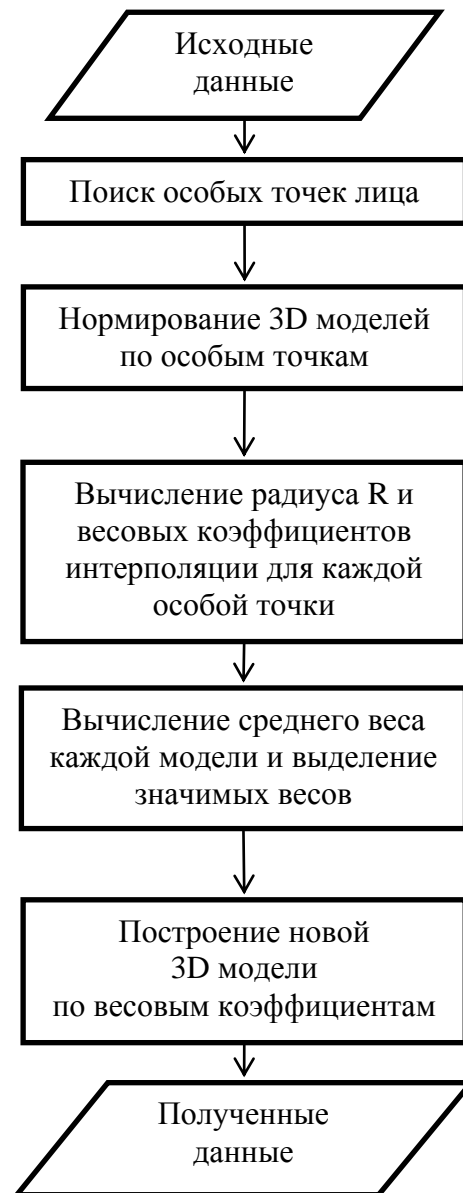 Исходные
данные
Поиск особых точек лица
Нормирование 3D моделей
по особым точкам
Вычисление радиуса R и
весовых коэффициентов
интерполяции для каждой
особой точки
Вычисление среднего веса
каждой модели и выделение
значимых весов
Построение новой
3D модели
по весовым коэффициентам
Полученные
данные